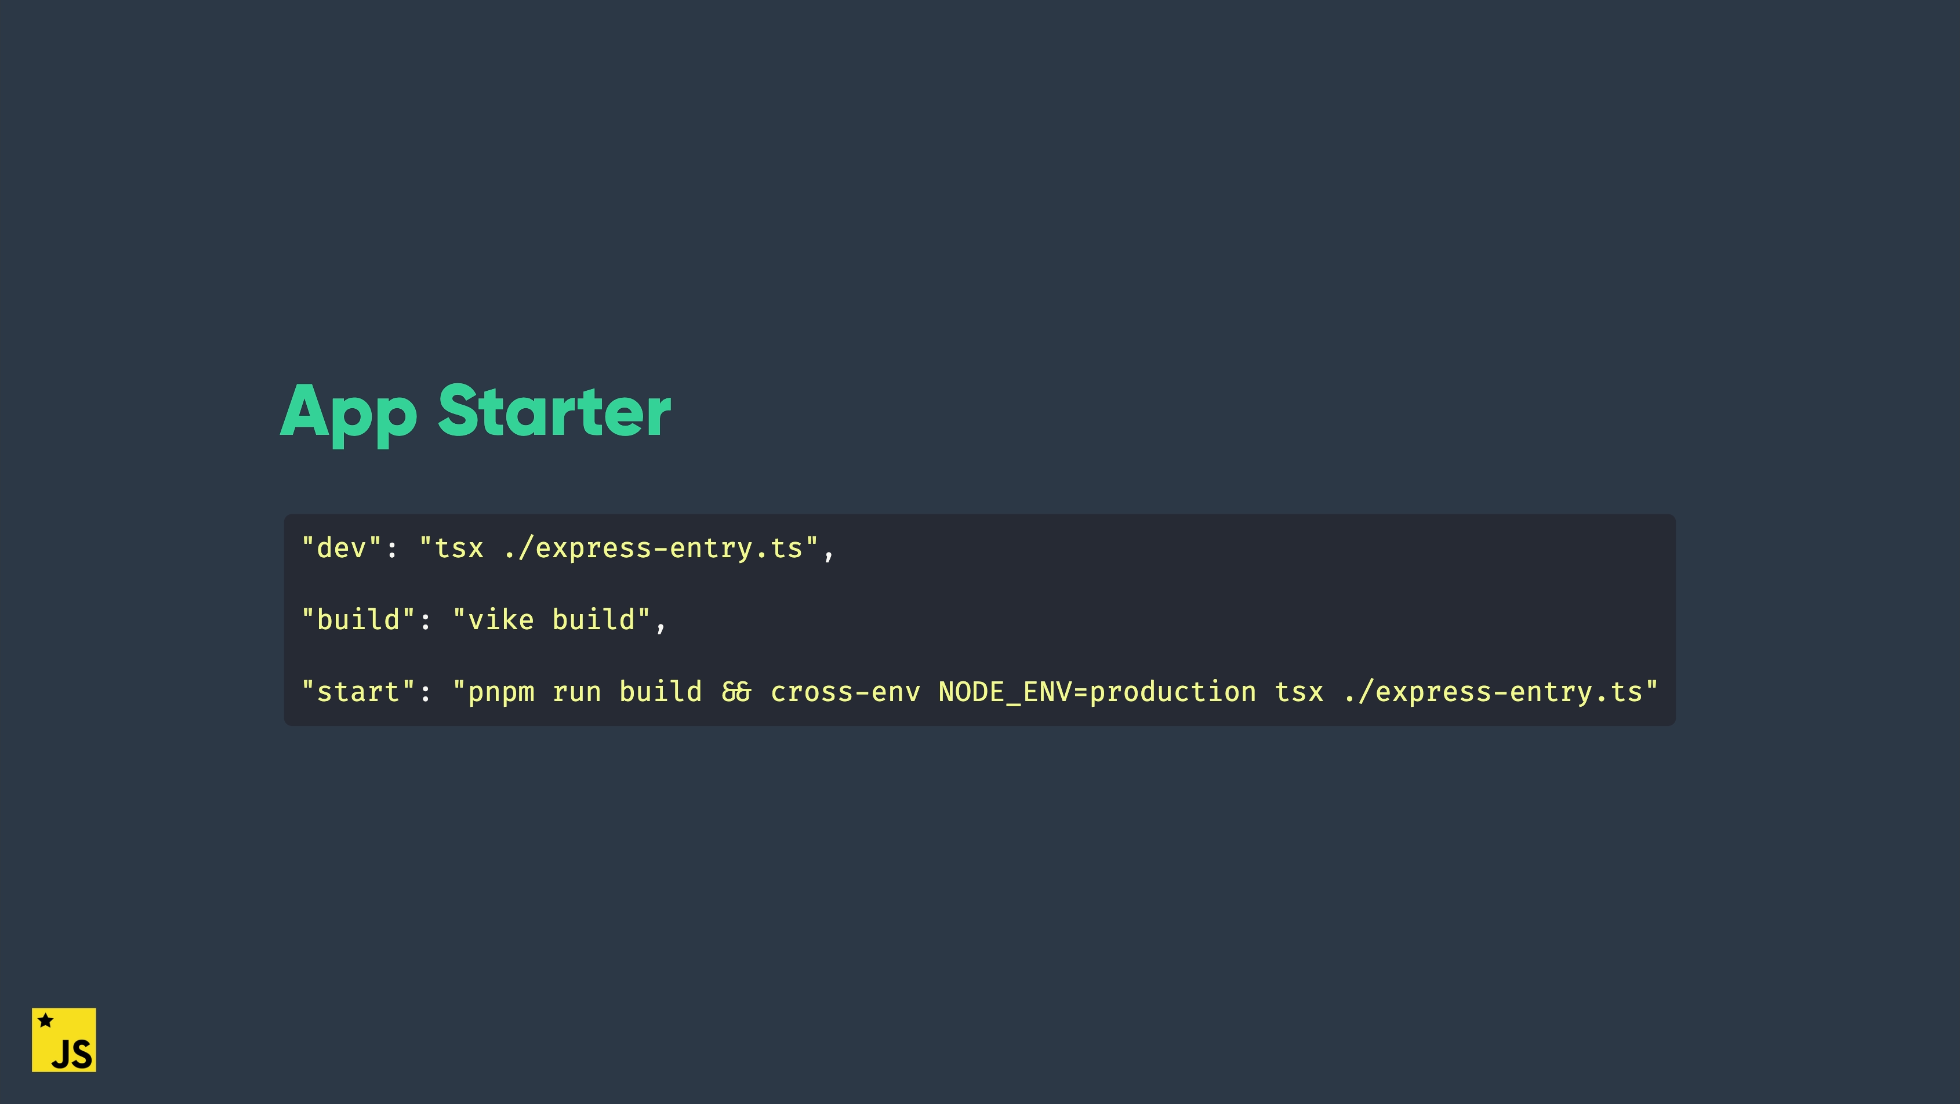 App Starter
"dev": "tsx ./express-entry.ts",
"build": "vike build",
"start": "pnpm run build && cross-env NODE_ENV=production tsx ./express-entry.ts"
JS